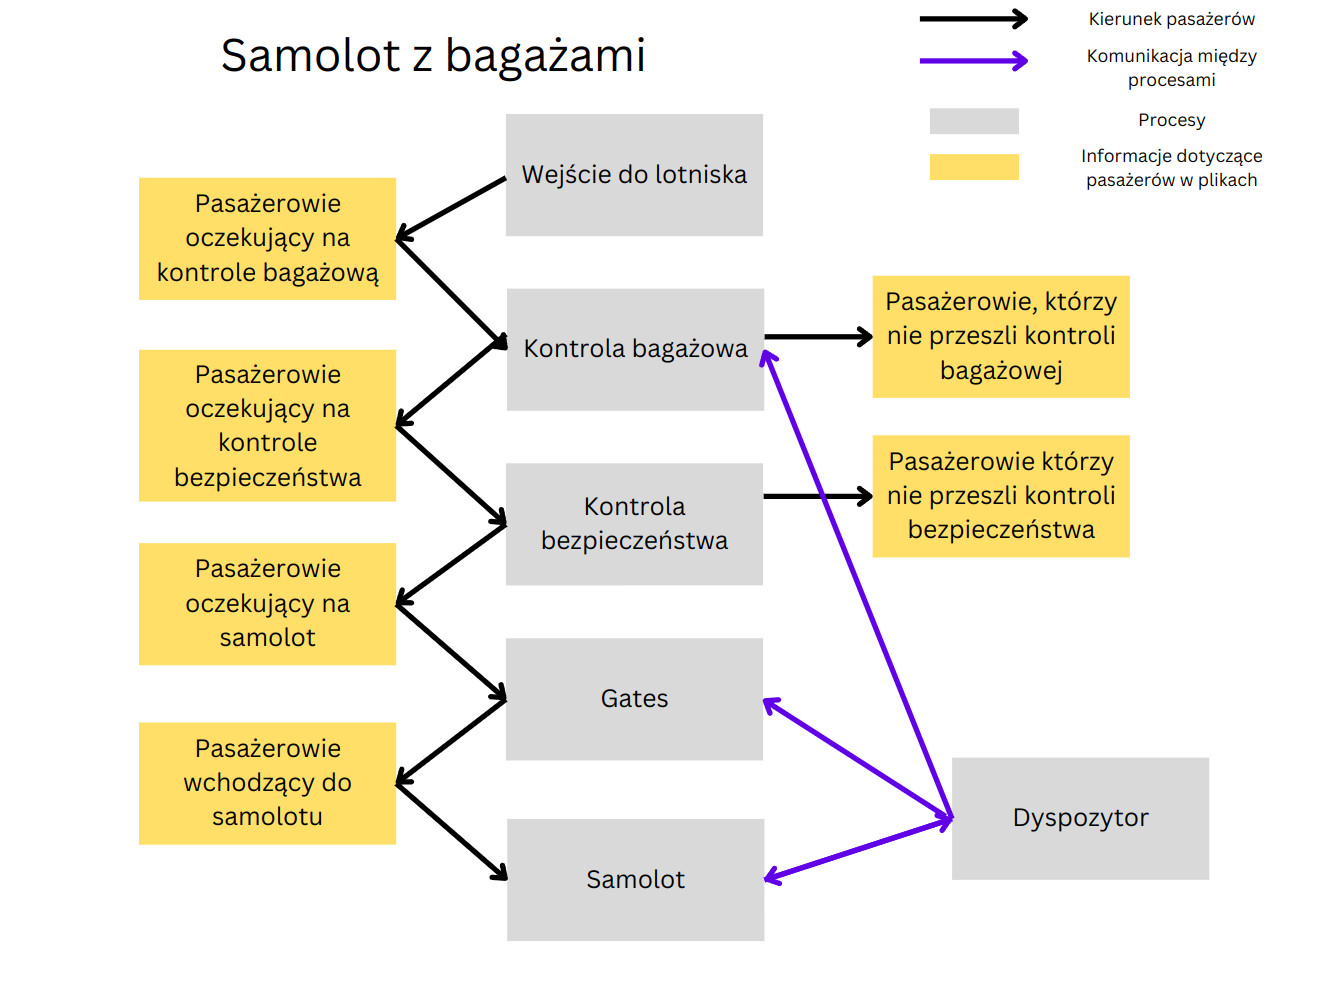 Samolot z bagażami
Kierunek pasażerów
Komunikacja między
procesami
Procesy
Informacje dotyczące
pasażerów w plikach
Wejście do lotniska
Pasażerowie
oczekujący na
kontrole bagażową
Kontrola bagażowa
Pasażerowie, którzy
nie przeszli kontroli
bagażowej
Pasażerowie
oczekujący na
kontrole
bezpieczeństwa
Kontrola
bezpieczeństwa
Pasażerowie którzy
nie przeszli kontroli
bezpieczeństwa
Pasażerowie
oczekujący na
samolot
Gates
Pasażerowie
wchodzący do
samolotu
Samolot
Dyspozytor